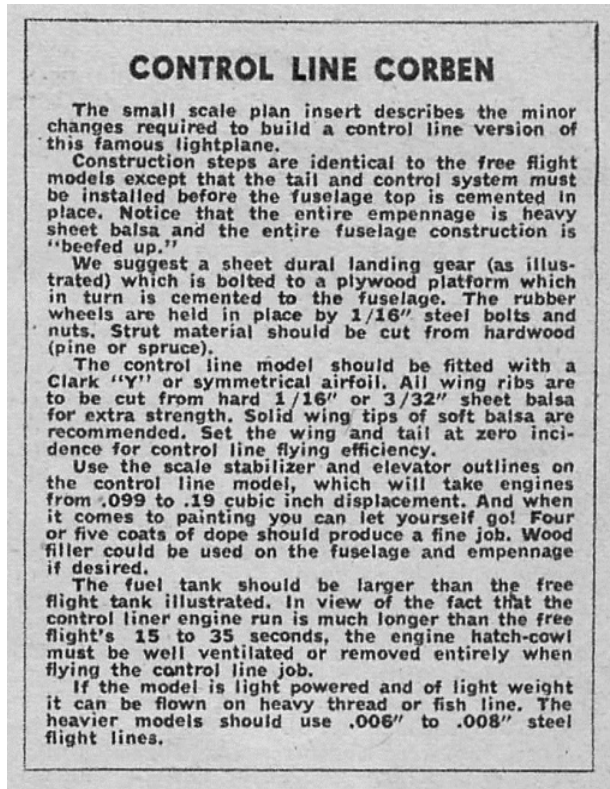 CONTROL LINE CORBEN
The small scale plan insert describes the minor
changes required to build a control line version of
this famous lightplane.
Construction steps are identical to the free flight
models except that the tail and control system must
be installed before the fuselage top is cemented in
place. Notice that the entire empennage is heavy
sheet balsa and the entire fuselage construction is
"beefed up."
We suggest a sheet dural landing gear (as illus-
trated) which is bolted to a plywood platform which
in turn is cemented to the fuselage. The rubber
wheels are held in place by 1/16" steel bolts and
nuts. Strut material should be cut from hardwood
(pine or spruce).
The control line model should be fitted with a
Clark "Y" or symmetrical airfoil. All wing ribs are
to be cut from hard 1/16" or 3/32" sheet balsa
for extra strength. Solid wing tips of soft balsa are
recommended. Set the wing and tail at zero inci-
dence for control line flying efficiency.
Use the scale stabilizer and elevator outlines on
the control line model, which will take engines
from .099 to .19 cubic inch displacement. And when
it comes to painting you can let yourself go! Four
or five coats of dope should produce a fine job. Wood
filler could be used on the fuselage and empennage
if desired.
The fuel tank should be larger than the free
flight tank illustrated. In view of the fact that the
control liner engine run is much longer than the free
flight's 15 to 35 seconds, the engine hatch-cowl
must be well ventilated or removed entirely when
flying the control line job.
If the model is light powered and of light weight
it can be flown on heavy thread or fish line. The
heavier models should use .006" to .008" steel
flight lines.